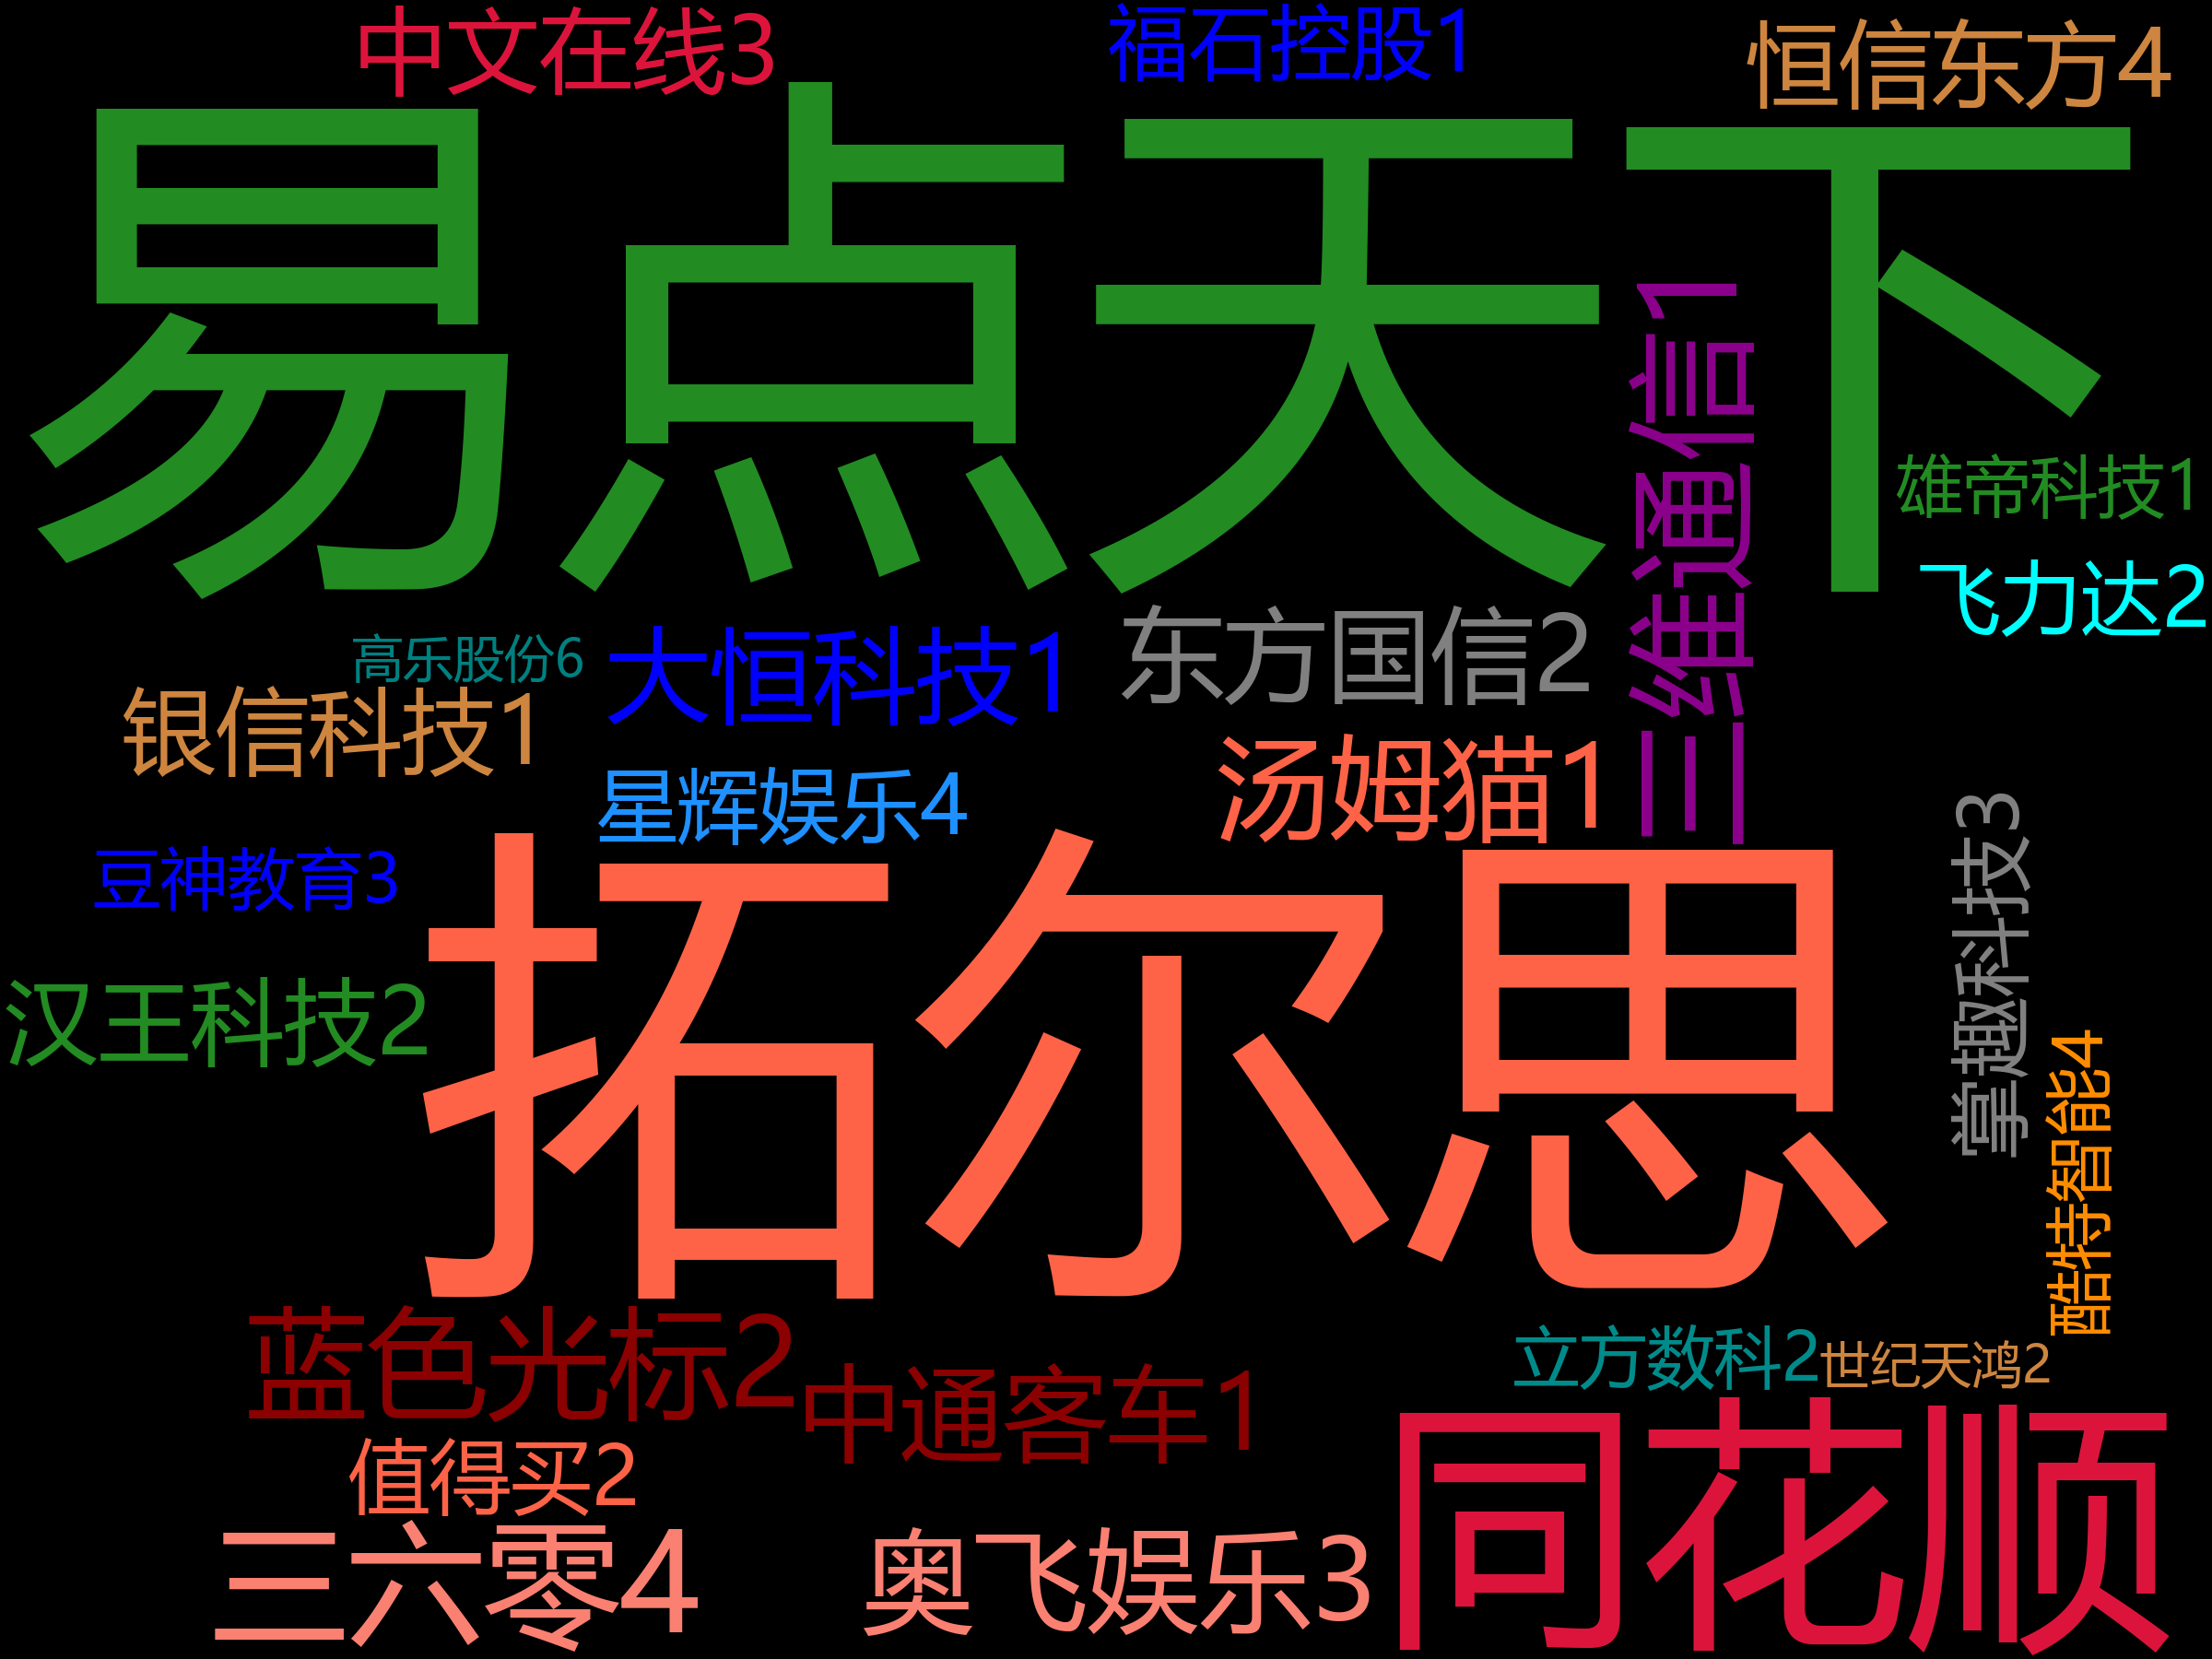 中文在线3
福石控股1
恒信东方4
易点天下
三维通信1
维帝科技1
飞力达2
高乐股份6
银信科技1
大恒科技1
东方国信2
星辉娱乐4
汤姆猫1
豆神教育3
拓尔思
掌趣科技3
汉王科技2
酷特智能4
蓝色光标2
中通客车1
立方数科2
世纪天鸿2
值得买2
同花顺
三六零4
奥飞娱乐3